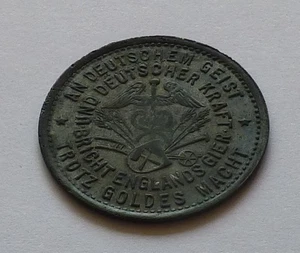 AN DEUTSCHEM GEIST
UND DEUTSCHER KRAFT
BRICHT ENGLANDS GIER
TROTZ GOLDES MACHT